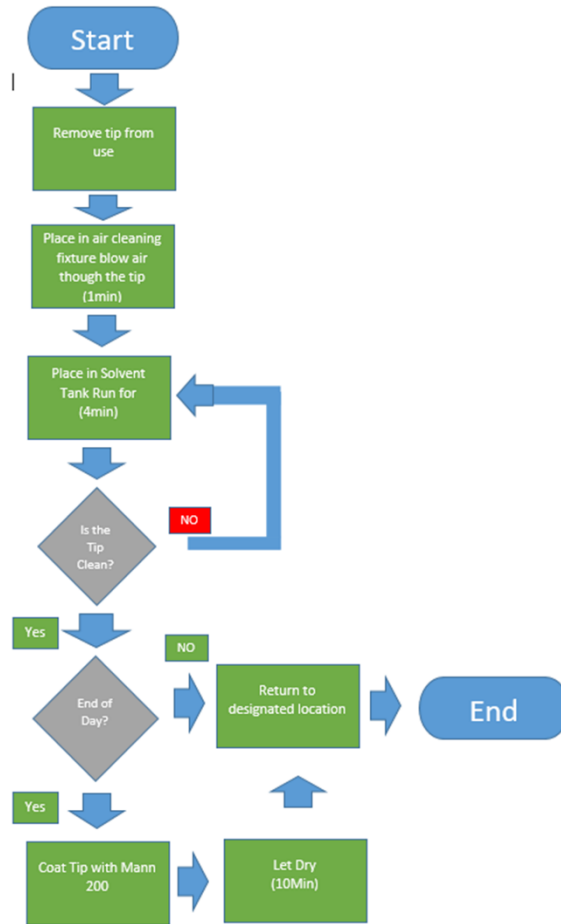 Start
Remove tip from
use
Place in air cleaning
fixture blow air
though the tip
(1min)
Place in Solvent
Tank Run for
(4min)
Is the
Tip
Clean?
NO
Yes
End of
Day?
NO
Return to
designated location
End
Yes
Coat Tip with Mann
200
Let Dry
(10Min)